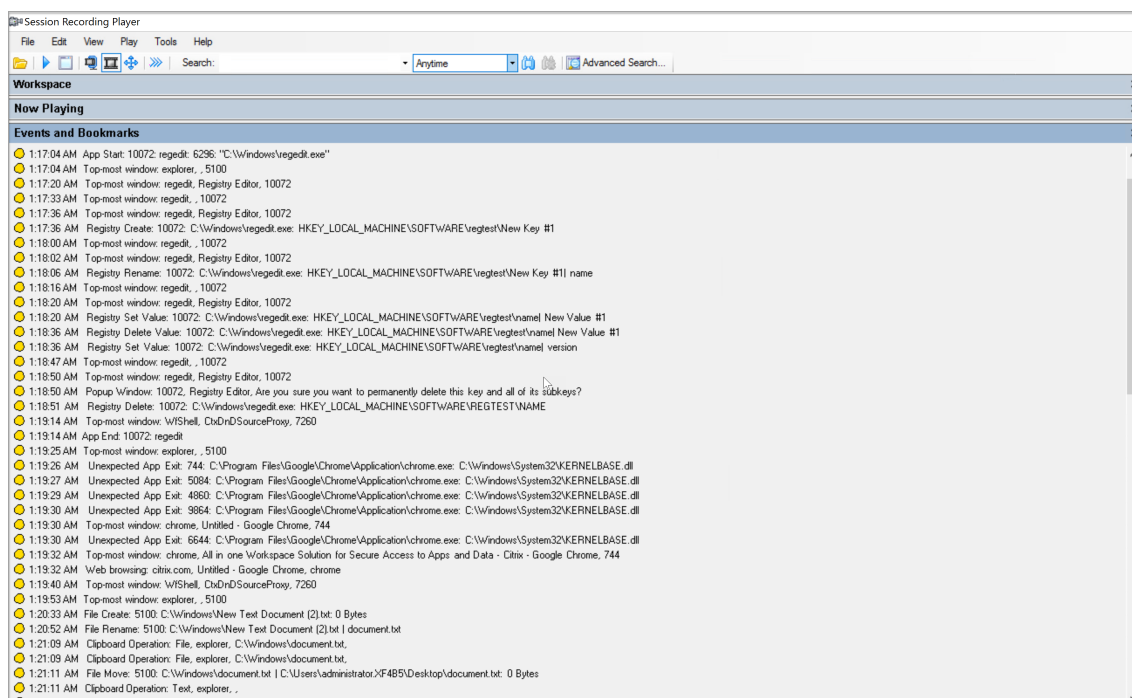 Session Recording Player
File Edit View Play Tools Help
Search: Anytime Advanced Search...
Workspace
Now Playing
Events and Bookmarks
1:17:04 AM App Start: 10072: regedit: 6296: "C:\Windows\regedit.exe"
1:17:04 AM Top-most window: explorer, , 5100
1:17:20 AM Top-most window: regedit, Registry Editor, 10072
1:17:33 AM Top-most window: regedit, , 10072
1:17:36 AM Top-most window: regedit, Registry Editor, 10072
1:17:36 AM Registry Create: 10072: C:\Windows\regedit.exe: HKEY_LOCAL_MACHINE\SOFTWARE\regtest\New Key #1
1:18:00 AM Top-most window: regedit, , 10072
1:18:02 AM Top-most window: regedit, Registry Editor, 10072
1:18:06 AM Registry Rename: 10072: C:\Windows\regedit.exe: HKEY_LOCAL_MACHINE\SOFTWARE\regtest\New Key #1| name
1:18:16 AM Top-most window: regedit, , 10072
1:18:20 AM Top-most window: regedit, Registry Editor, 10072
1:18:20 AM Registry Set Value: 10072: C:\Windows\regedit.exe: HKEY_LOCAL_MACHINE\SOFTWARE\regtest\name| New Value #1
1:18:36 AM Registry Delete Value: 10072: C:\Windows\regedit.exe: HKEY_LOCAL_MACHINE\SOFTWARE\regtest\name| New Value #1
1:18:36 AM Registry Set Value: 10072: C:\Windows\regedit.exe: HKEY_LOCAL_MACHINE\SOFTWARE\regtest\name| version
1:18:47 AM Top-most window: regedit, , 10072
1:18:50 AM Top-most window: regedit, Registry Editor, 10072
1:18:50 AM Popup Window: 10072, Registry Editor, Are you sure you want to permanently delete this key and all of its subkeys?
1:18:51 AM Registry Delete: 10072: C:\Windows\regedit.exe: HKEY_LOCAL_MACHINE\SOFTWARE\REGTEST\NAME
1:19:14 AM Top-most window: WfShell, CtxDnDSourceProxy, 7260
1:19:14 AM App End: 10072: regedit
1:19:25 AM Top-most window: explorer, , 5100
1:19:26 AM Unexpected App Exit: 744: C:\Program Files\Google\Chrome\Application\chrome.exe: C:\Windows\System32\KERNELBASE.dll
1:19:27 AM Unexpected App Exit: 5084: C:\Program Files\Google\Chrome\Application\chrome.exe: C:\Windows\System32\KERNELBASE.dll
1:19:29 AM Unexpected App Exit: 4860: C:\Program Files\Google\Chrome\Application\chrome.exe: C:\Windows\System32\KERNELBASE.dll
1:19:30 AM Unexpected App Exit: 9864: C:\Program Files\Google\Chrome\Application\chrome.exe: C:\Windows\System32\KERNELBASE.dll
1:19:30 AM Top-most window: chrome, Untitled - Google Chrome, 744
1:19:30 AM Unexpected App Exit: 6644: C:\Program Files\Google\Chrome\Application\chrome.exe: C:\Windows\System32\KERNELBASE.dll
1:19:32 AM Top-most window: chrome, All in one Workspace Solution for Secure Access to Apps and Data - Citrix - Google Chrome, 744
1:19:32 AM Web browsing: citrix.com, Untitled - Google Chrome, chrome
1:19:40 AM Top-most window: WfShell, CtxDnDSourceProxy, 7260
1:19:53 AM Top-most window: explorer, , 5100
1:20:33 AM File Create: 5100: C:\Windows\New Text Document (2).txt: 0 Bytes
1:20:52 AM File Rename: 5100: C:\Windows\New Text Document (2).txt | document.txt
1:21:09 AM Clipboard Operation: File, explorer, C:\Windows\document.txt,
1:21:09 AM Clipboard Operation: File, explorer, C:\Windows\document.txt,
1:21:11 AM File Move: 5100: C:\Windows\document.txt | C:\Users\administrator.XF4B5\Desktop\document.txt: 0 Bytes
1:21:11 AM Clipboard Operation: Text, explorer, ,